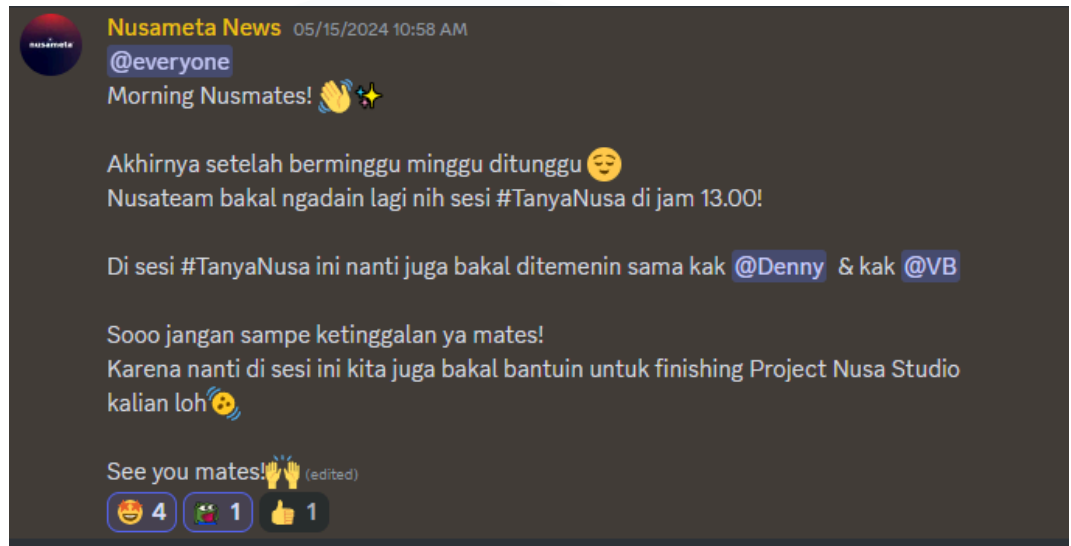 nusameta
Nusameta News 05/15/2024 10:58 AM
@everyone
Morning Nusmates! 👋✨
Akhirnya setelah berminggu minggu ditunggu 😌
Nusateam bakal ngadain lagi nih sesi #TanyaNusa di jam 13.00!
Di sesi #TanyaNusa ini nanti juga bakal ditemenin sama kak @Denny & kak @VB
Sooo jangan sampe ketinggalan ya mates!
Karena nanti di sesi ini kita juga bakal bantuin untuk finishing Project Nusa Studio
kalian loh
See you mates!🙌 (edited)
🤩 4 1 👍 1